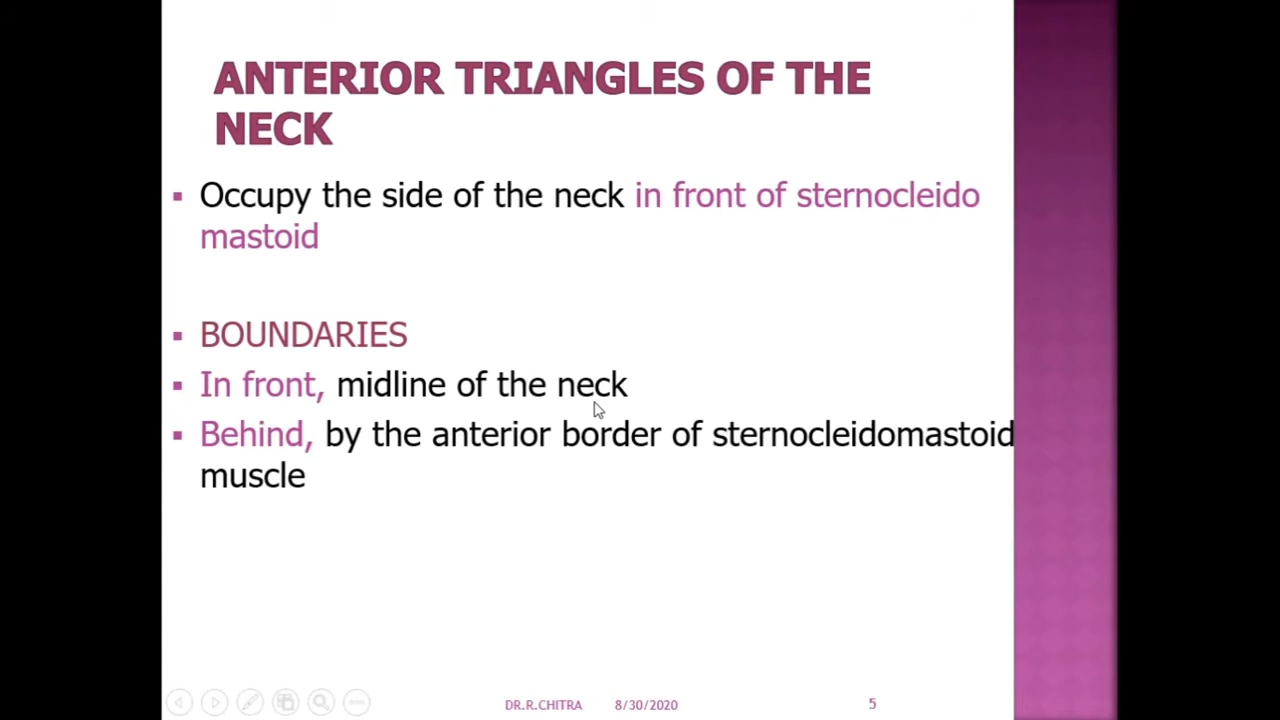 ANTERIOR TRIANGLES OF THE
NECK
Occupy the side of the neck in front of sternocleido
mastoid
BOUNDARIES
In front, midline of the neck
Behind, by the anterior border of sternocleidomastoid
muscle
DR.R.CHITRA 8/30/2020 5